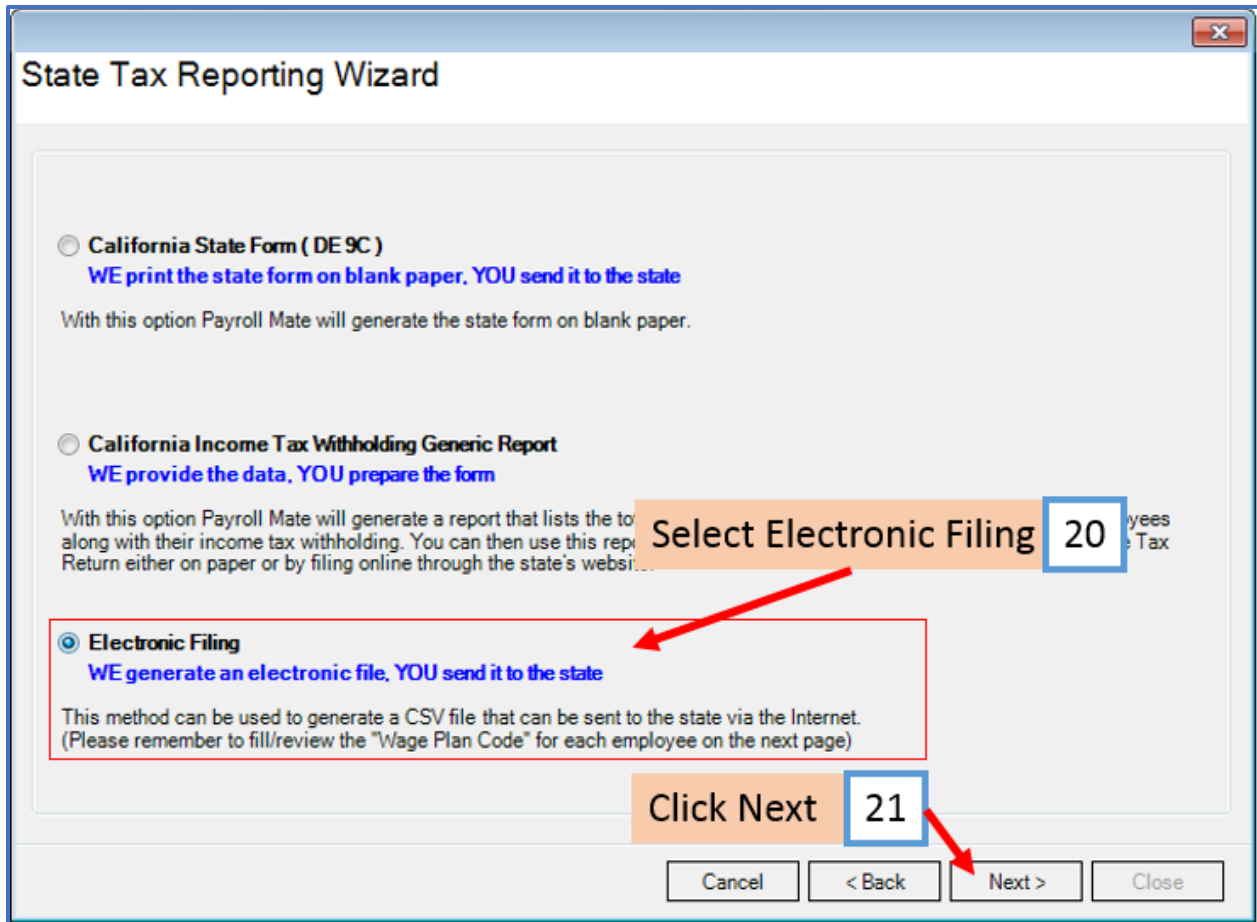 State Tax Reporting Wizard
California State Form ( DE 9C )
WE print the state form on blank paper, YOU send it to the state
With this option Payroll Mate will generate the state form on blank paper.
California Income Tax Withholding Generic Report
WE provide the data, YOU prepare the form
With this option Payroll Mate will generate a report that lists the yees
along with their income tax withholding. You can then use this Tax
Return either on paper or by filing online through the state's
Select Electronic Filing 20
Electronic Filing
WE generate an electronic file, YOU send it to the state
This method can be used to generate a CSV file that can be sent to the state via the Internet.
(Please remember to fill/review the "Wage Plan Code" for each employee on the next page)
Click Next 21
Cancel < Back Next > Close